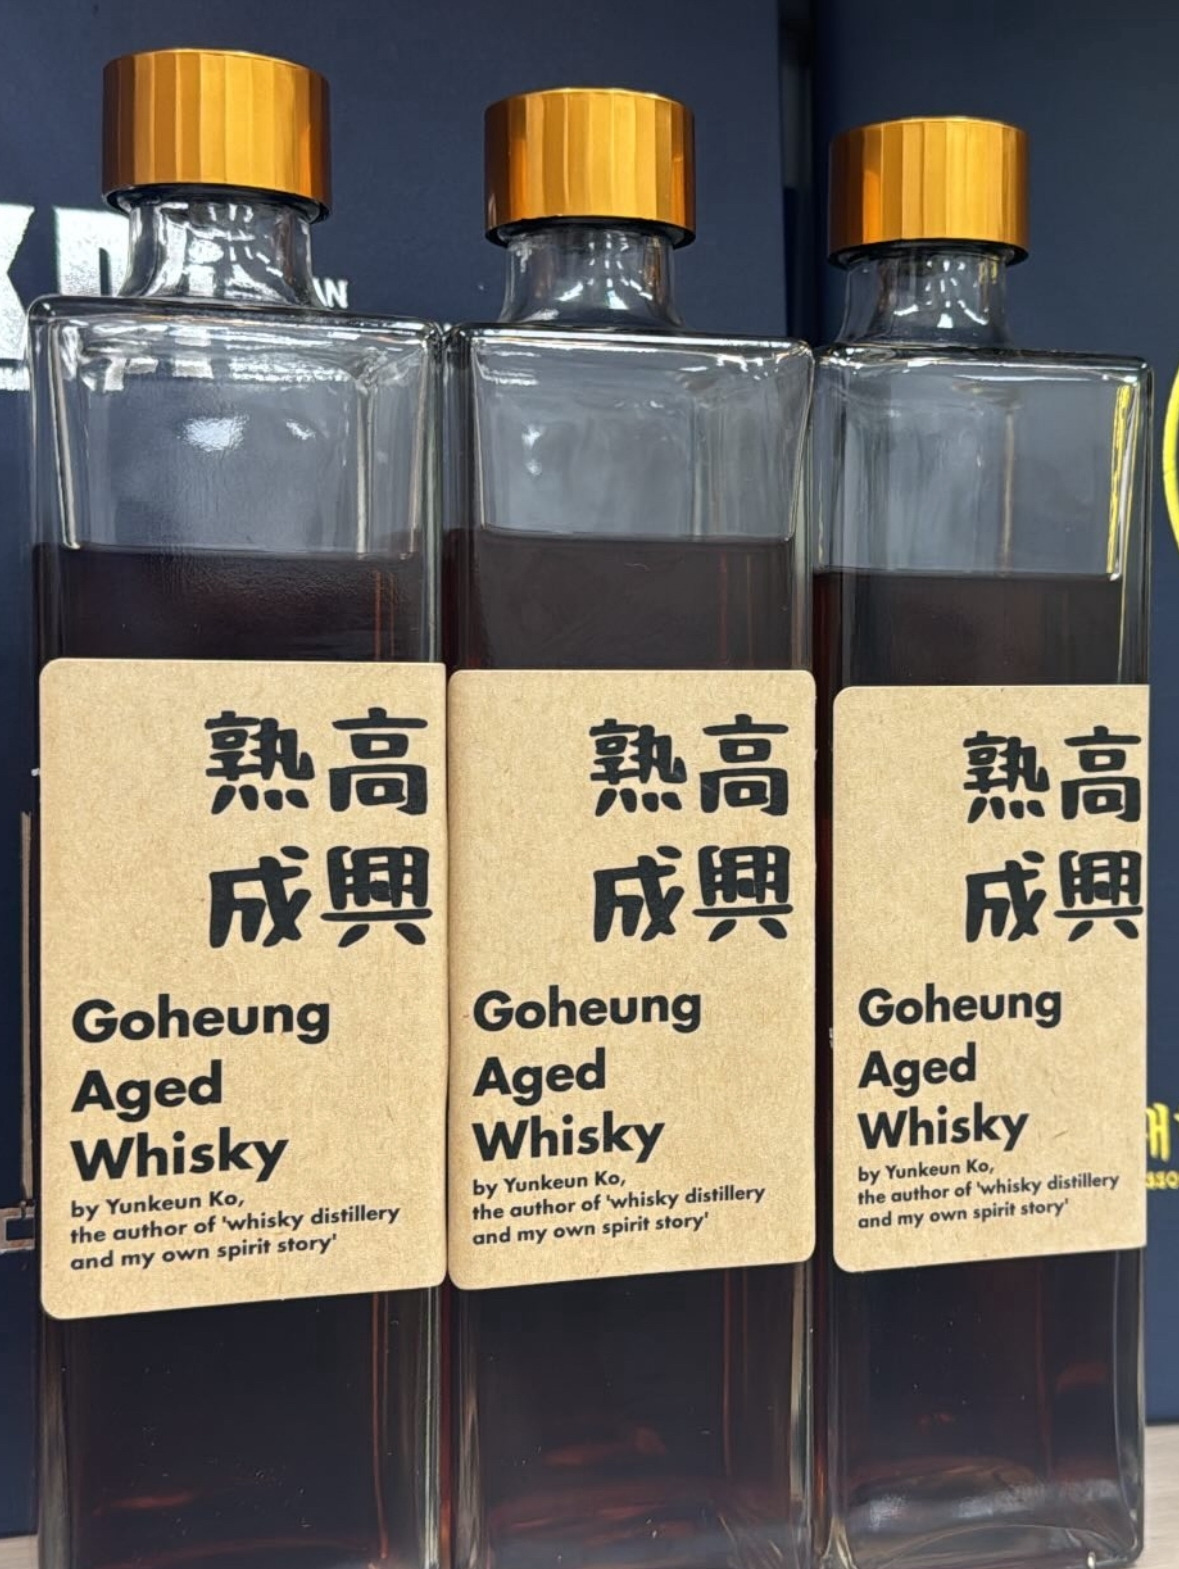 高興
熟成
Goheung
Aged
Whisky
by Yunkeun Ko,
the author of 'whisky distillery
and my own spirit story'
高興
熟成
Goheung
Aged
Whisky
by Yunkeun Ko,
the author of 'whisky distillery
and my own spirit story'
高興
熟成
Goheung
Aged
Whisky
by Yunkeun Ko,
the author of 'whisky distillery
and my own spirit story'